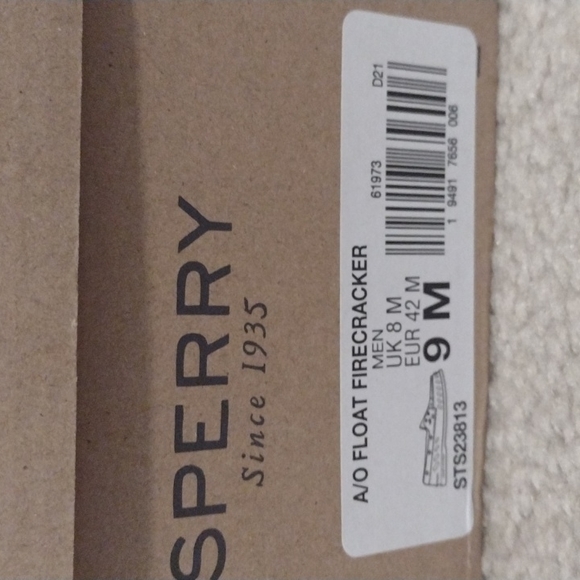 SPERRY
Since 1935
A/O FLOAT FIRECRACKER
MEN
UK 8 M
EUR 42 M
9 M
STS23813
61973 D21
1 9491 7656 006